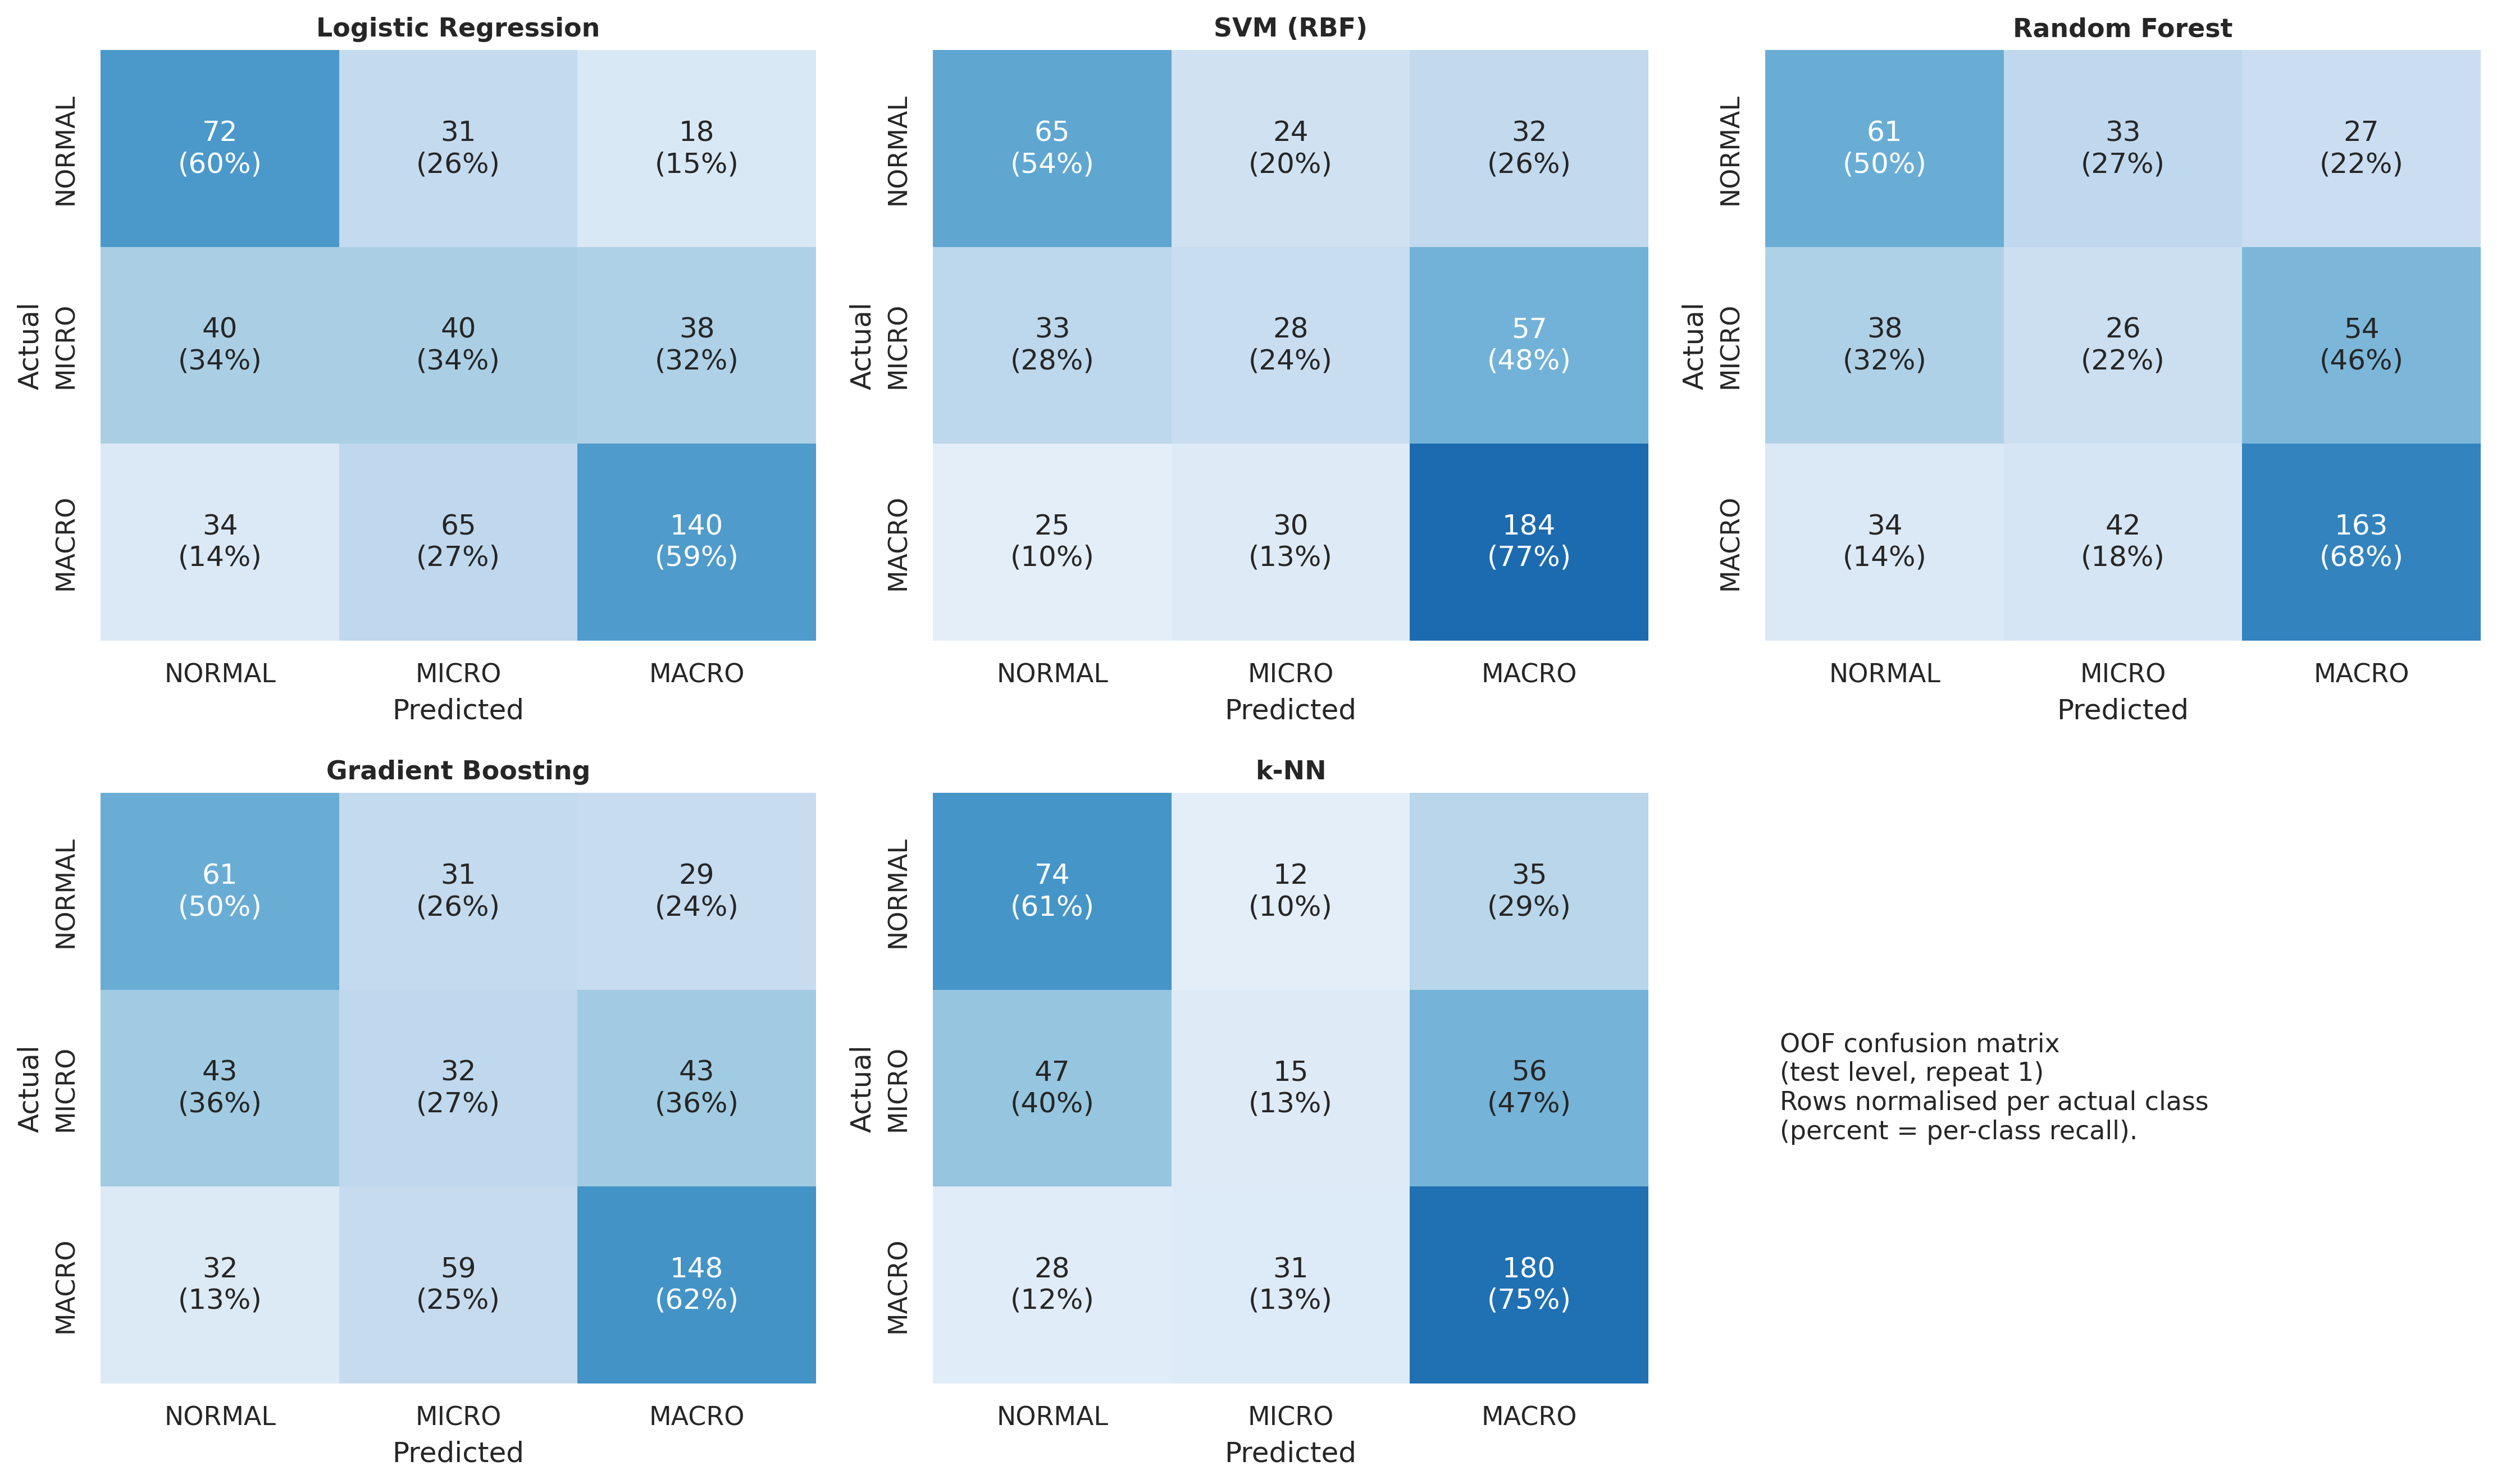 Logistic Regression
NORMAL
72
(60%)
31
(26%)
18
(15%)
Actual
MICRO
40
(34%)
40
(34%)
38
(32%)
MACRO
34
(14%)
65
(27%)
140
(59%)
NORMAL
MICRO
MACRO
Predicted
SVM (RBF)
NORMAL
65
(54%)
24
(20%)
32
(26%)
Actual
MICRO
33
(28%)
28
(24%)
57
(48%)
MACRO
25
(10%)
30
(13%)
184
(77%)
NORMAL
MICRO
MACRO
Predicted
Random Forest
NORMAL
61
(50%)
33
(27%)
27
(22%)
Actual
MICRO
38
(32%)
26
(22%)
54
(46%)
MACRO
34
(14%)
42
(18%)
163
(68%)
NORMAL
MICRO
MACRO
Predicted
Gradient Boosting
NORMAL
61
(50%)
31
(26%)
29
(24%)
Actual
MICRO
43
(36%)
32
(27%)
43
(36%)
MACRO
32
(13%)
59
(25%)
148
(62%)
NORMAL
MICRO
MACRO
Predicted
k-NN
NORMAL
74
(61%)
12
(10%)
35
(29%)
Actual
MICRO
47
(40%)
15
(13%)
56
(47%)
MACRO
28
(12%)
31
(13%)
180
(75%)
NORMAL
MICRO
MACRO
Predicted
OOF confusion matrix
(test level, repeat 1)
Rows normalised per actual class
(percent = per-class recall).